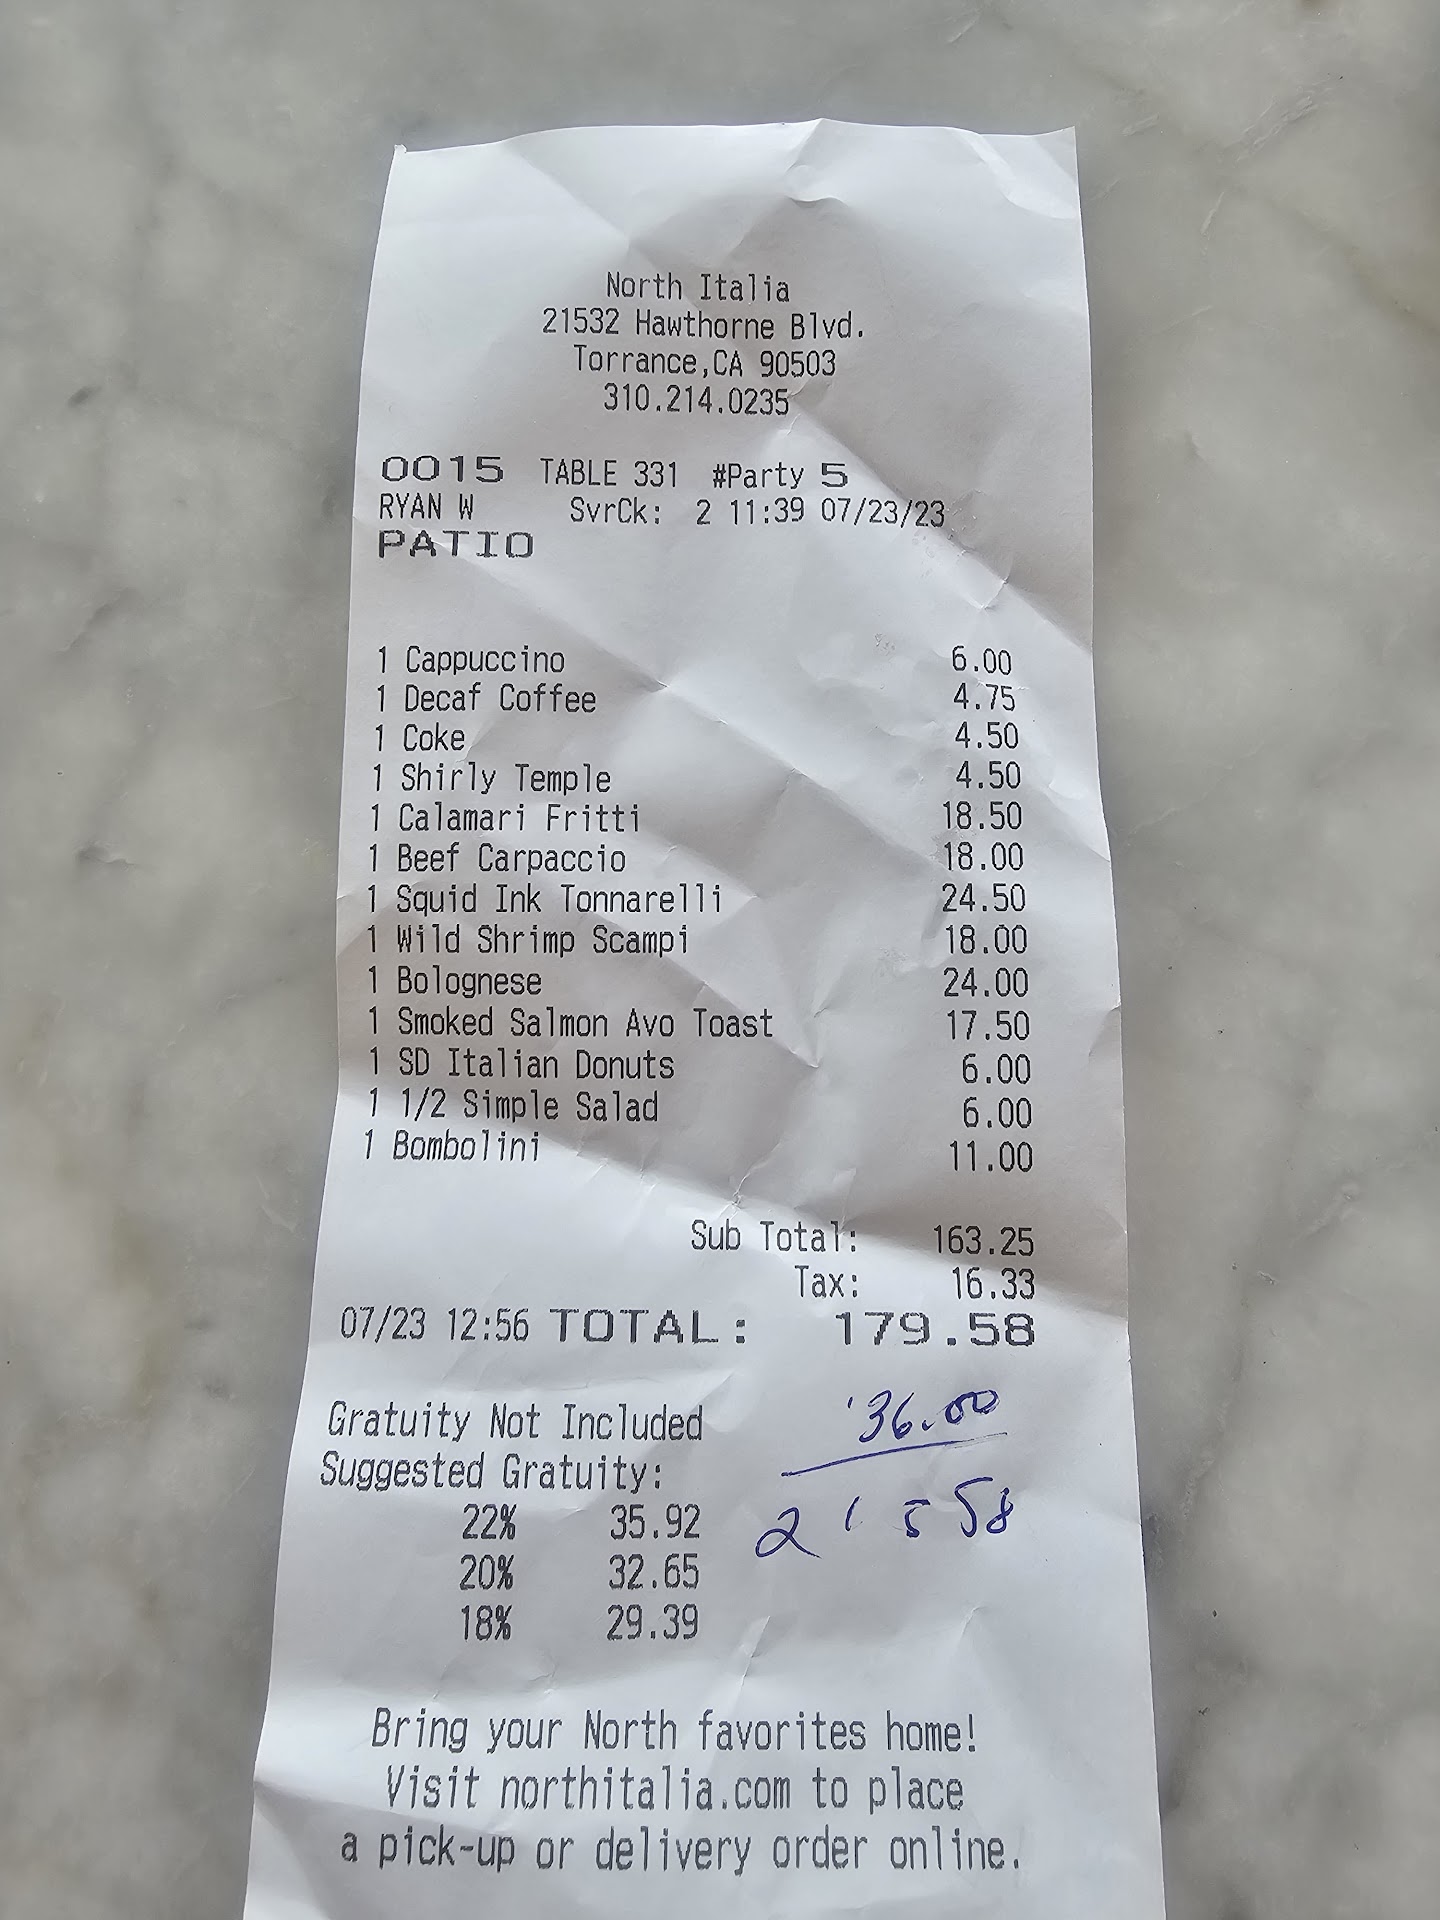 North Italia
21532 Hawthorne Blvd.
Torrance,CA 90503
310.214.0235
0015 TABLE 331 #Party 5
RYAN W SvrCk: 2 11:39 07/23/23
PATIO
1 Cappuccino 6.00
1 Decaf Coffee 4.75
1 Coke 4.50
1 Shirly Temple 4.50
1 Calamari Fritti 18.50
1 Beef Carpaccio 18.00
1 Squid Ink Tonnarelli 24.50
1 Wild Shrimp Scampi 18.00
1 Bolognese 24.00
1 Smoked Salmon Avo Toast 17.50
1 SD Italian Donuts 6.00
1 1/2 Simple Salad 6.00
1 Bombolini 11.00
Sub Total: 163.25
Tax: 16.33
07/23 12:56 TOTAL: 179.58
36.00
Gratuity Not Included
Suggested Gratuity:
215 58
22% 35.92
20% 32.65
18% 29.39
Bring your North favorites home!
Visit northitalia.com to place
a pick-up or delivery order online.